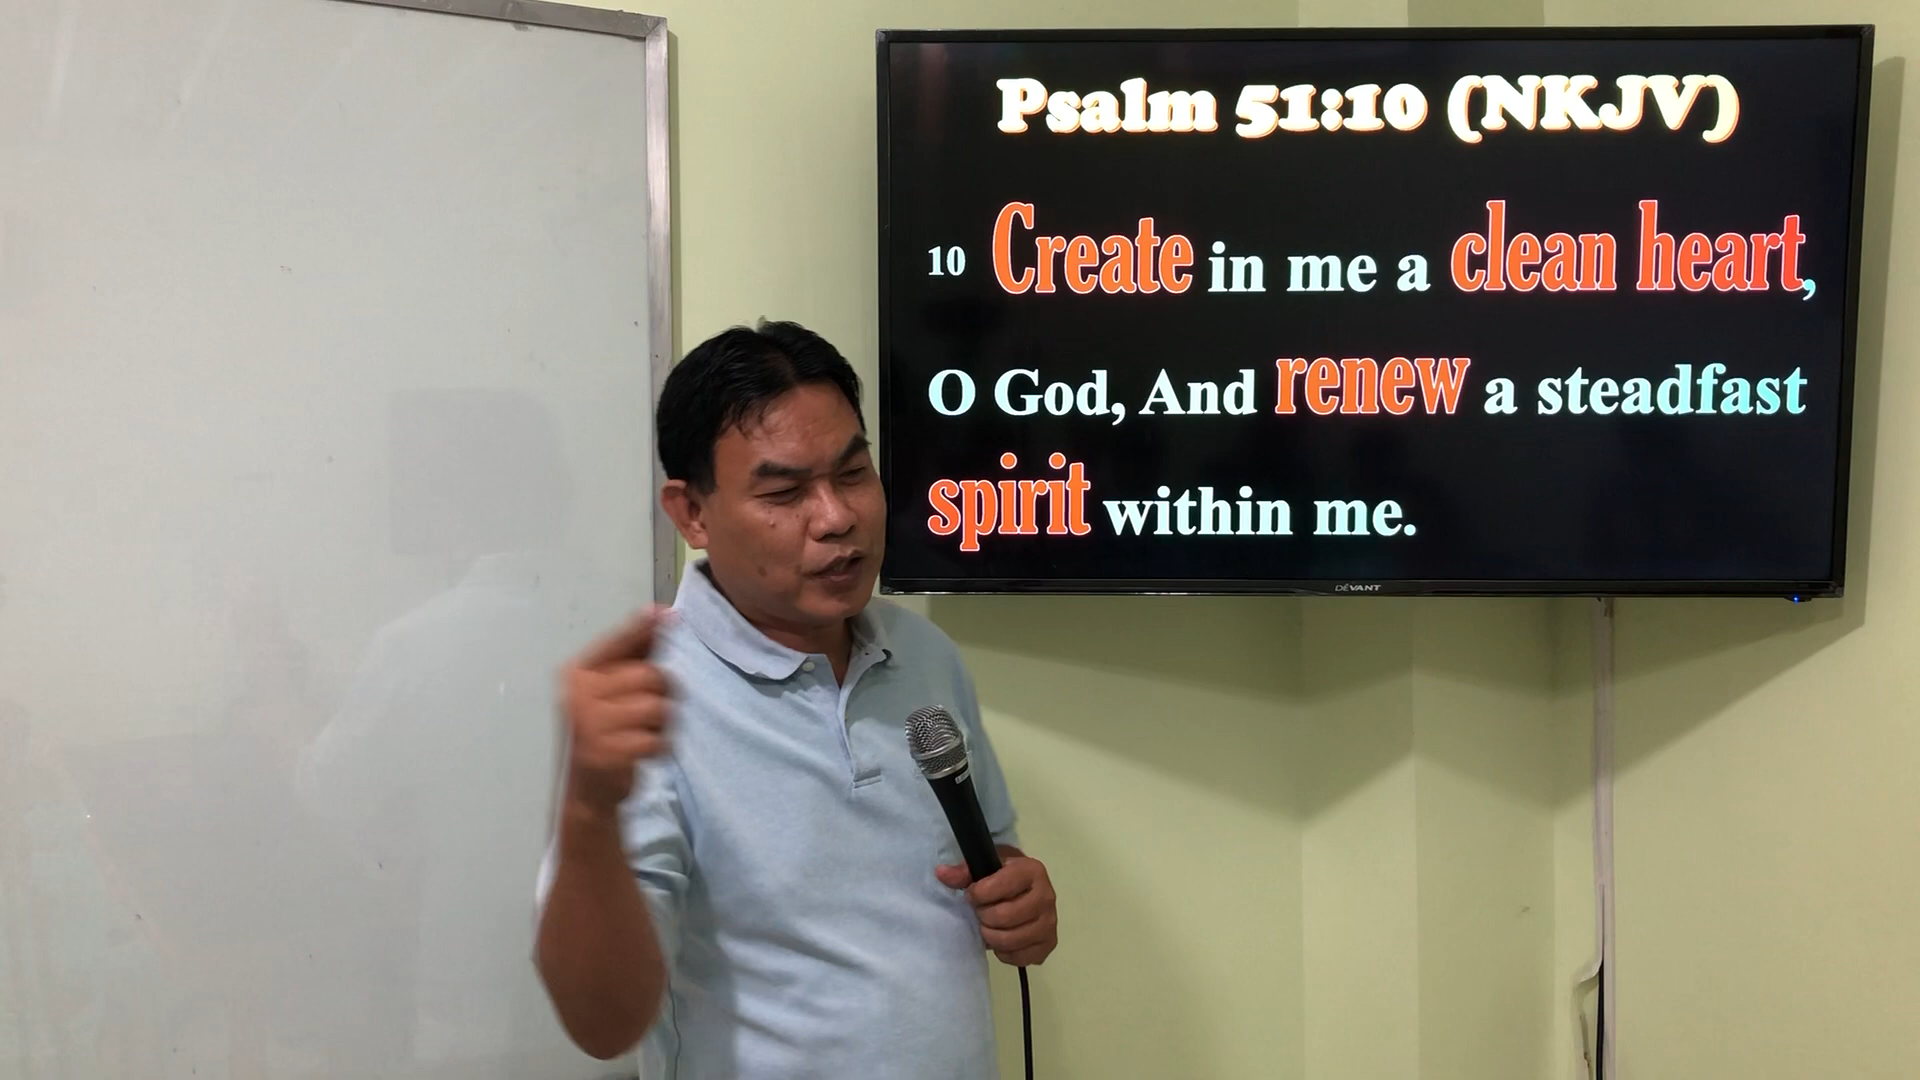 Psalm 51:10 (NKJV)
10 Create in me a clean heart,
O God, And renew a steadfast
spirit within me.
DEVANT